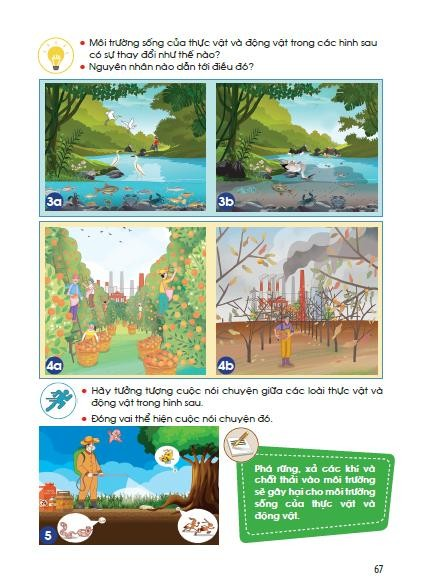 • Môi trường sống của thực vật và động vật trong các hình sau
có sự thay đổi như thế nào?
• Nguyên nhân nào dẫn tới điều đó?
3a
3b
4a
4b
• Hãy tưởng tượng cuộc nói chuyện giữa các loài thực vật và
động vật trong hình sau.
• Đóng vai thể hiện cuộc nói chuyện đó.
5
Phá rừng, xả các khí và
chất thải vào môi trường
sẽ gây hại cho môi trường
sống của thực vật và
động vật.
67